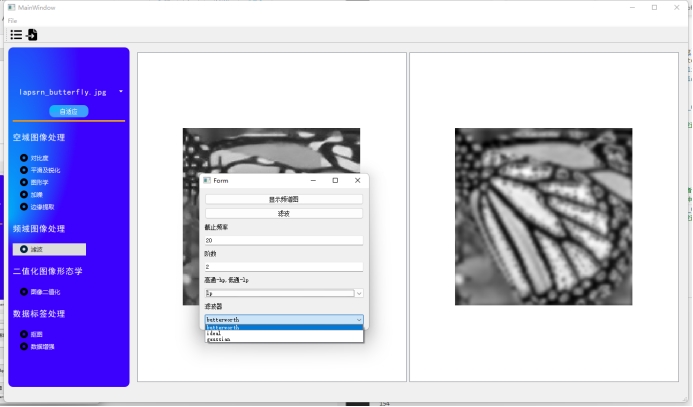 MainWindow
File
lapsrn_butterfly.jpg
自适应
空域图像处理
对比度
平滑及锐化
图形学
加噪
边缘提取
频域图像处理
滤波
二值化图像形态学
图像二值化
数据标签处理
抠图
数据增强
Form
显示频谱图
滤波
截止频率
20
阶数
2
高通-hp,低通-lp
lp
滤波器
butterworth
butterworth
ideal
gaussian
154